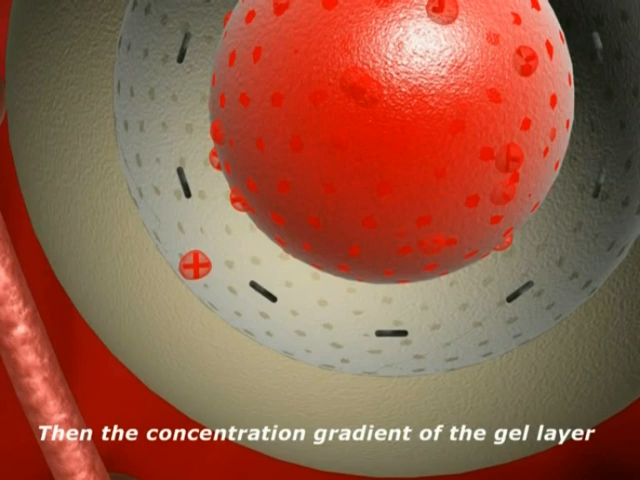 Then the concentration gradient of the gel layer